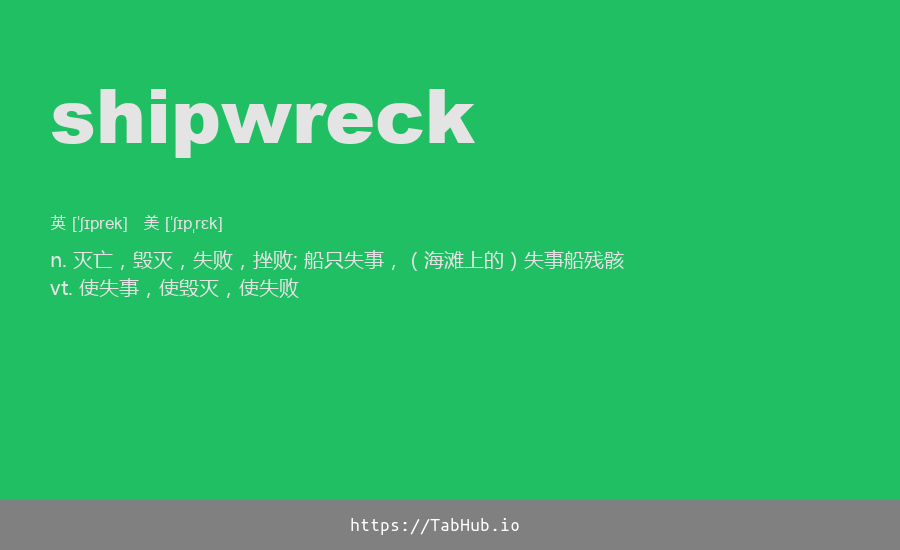 shipwreck
英 [ˈʃɪprek]   美 [ˈʃɪpˌrɛk]
n. 灭亡，毁灭，失败，挫败; 船只失事，（海滩上的）失事船残骸
vt. 使失事，使毁灭，使失败
https://TabHub.io